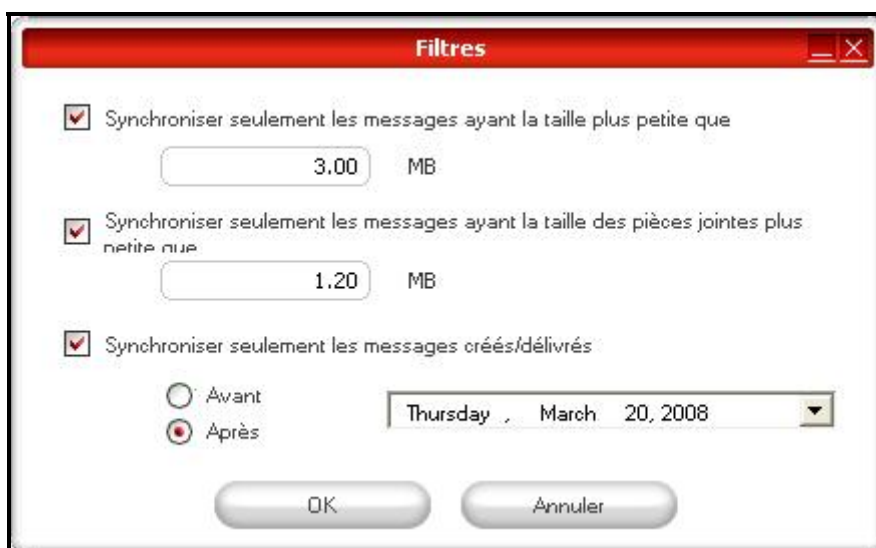 Filtres
Synchroniser seulement les messages ayant la taille plus petite que
3.00 MB
Synchroniser seulement les messages ayant la taille des pièces jointes plus
petite que
1.20 MB
Synchroniser seulement les messages créés/délivrés
Avant
Après
Thursday , March 20, 2008
OK Annuler